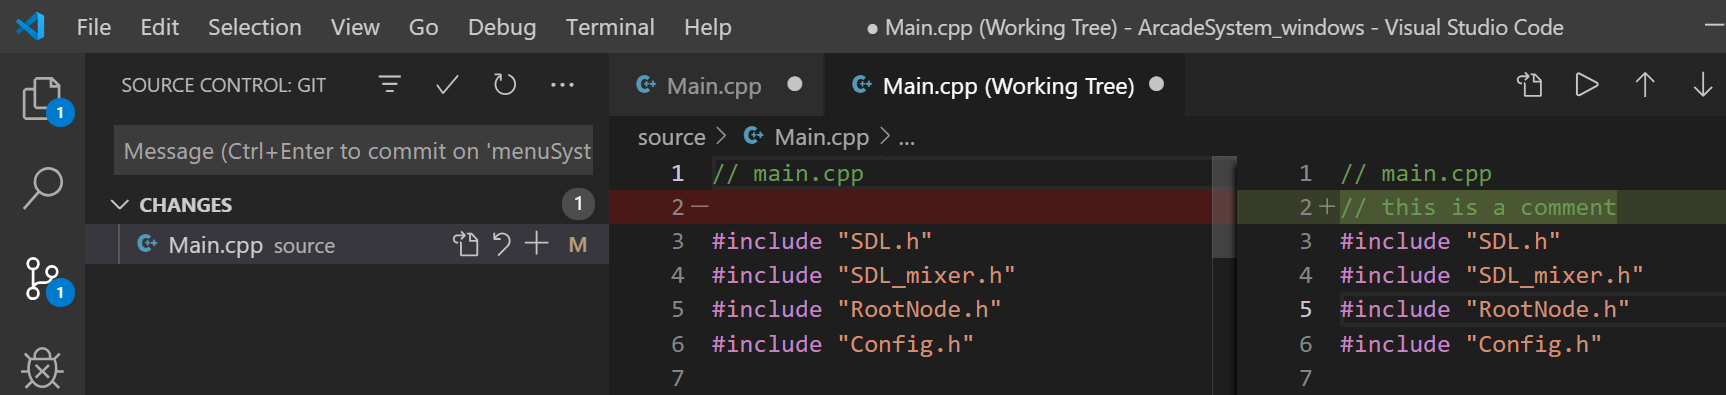 File Edit Selection View Go Debug Terminal Help ● Main.cpp (Working Tree) - ArcadeSystem_windows - Visual Studio Code
1
1
SOURCE CONTROL: GIT
Message (Ctrl+Enter to commit on 'menuSyst
CHANGES 1
Main.cpp source M
Main.cpp Main.cpp (Working Tree)
source > Main.cpp > ...
1 // main.cpp
2 —
3 #include "SDL.h"
4 #include "SDL_mixer.h"
5 #include "RootNode.h"
6 #include "Config.h"
7
1 // main.cpp
2 + // this is a comment
3 #include "SDL.h"
4 #include "SDL_mixer.h"
5 #include "RootNode.h"
6 #include "Config.h"
7